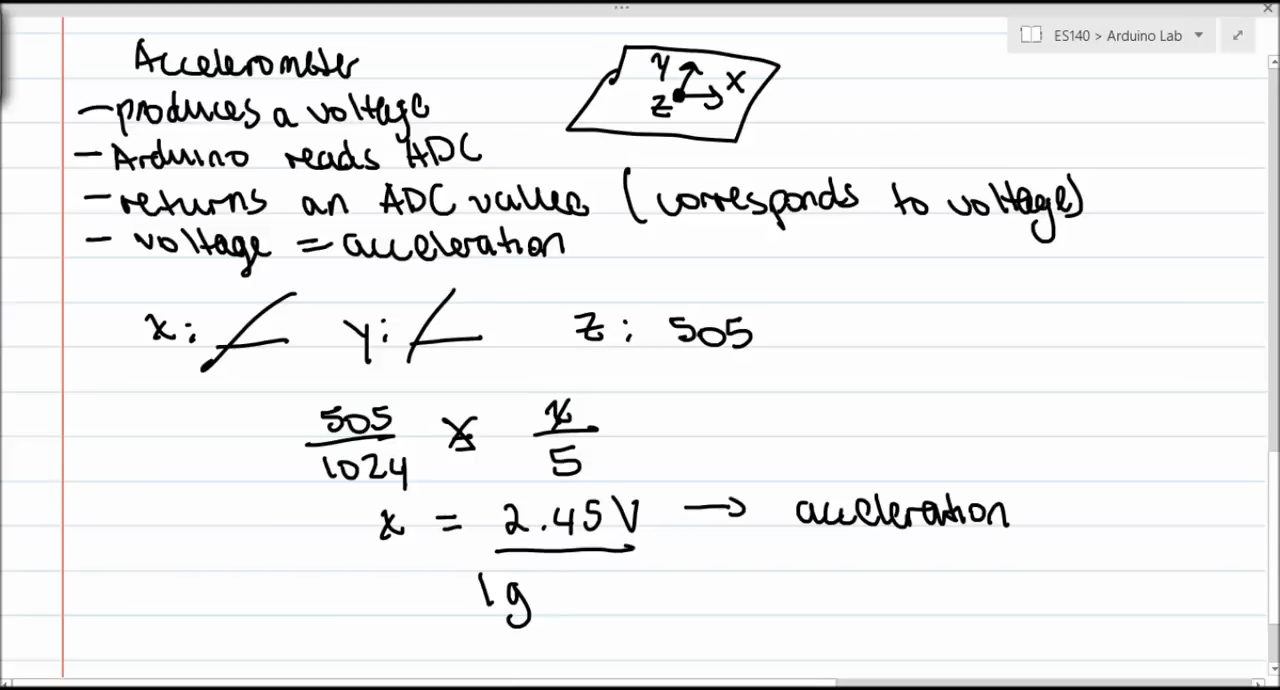 ES140 > Arduino Lab
Accelerometer
Y X
Z
- produces a voltage
- Arduino reads ADC
- returns an ADC value (corresponds to voltage)
- voltage = acceleration
x: y: z: 505
505 x
1024 5
x = 2.45V → acceleration
1g